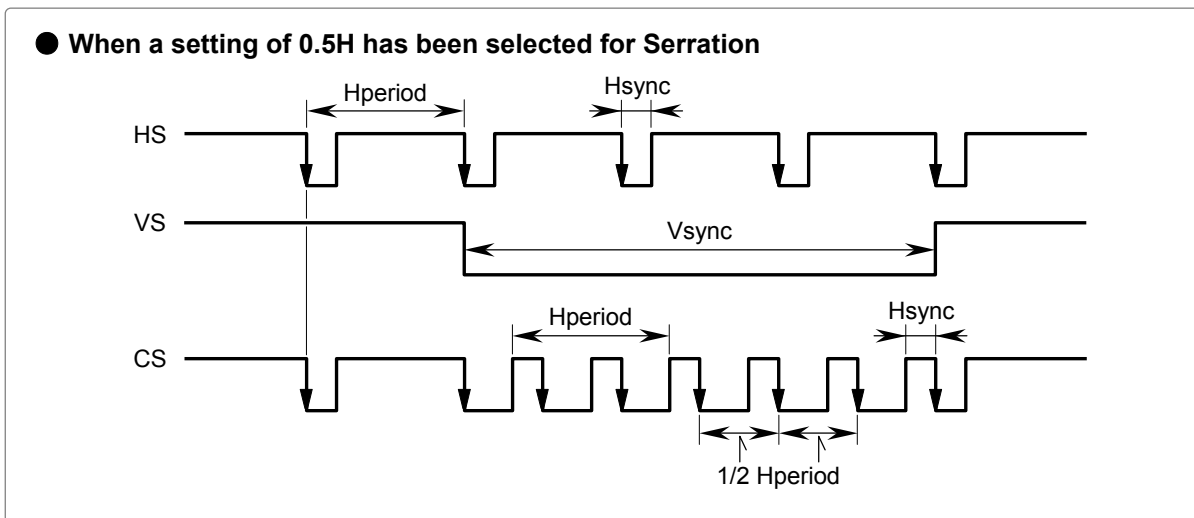 ● When a setting of 0.5H has been selected for Serration
Hperiod
Hsync
HS
VS
Vsync
Hperiod
Hsync
CS
1/2 Hperiod